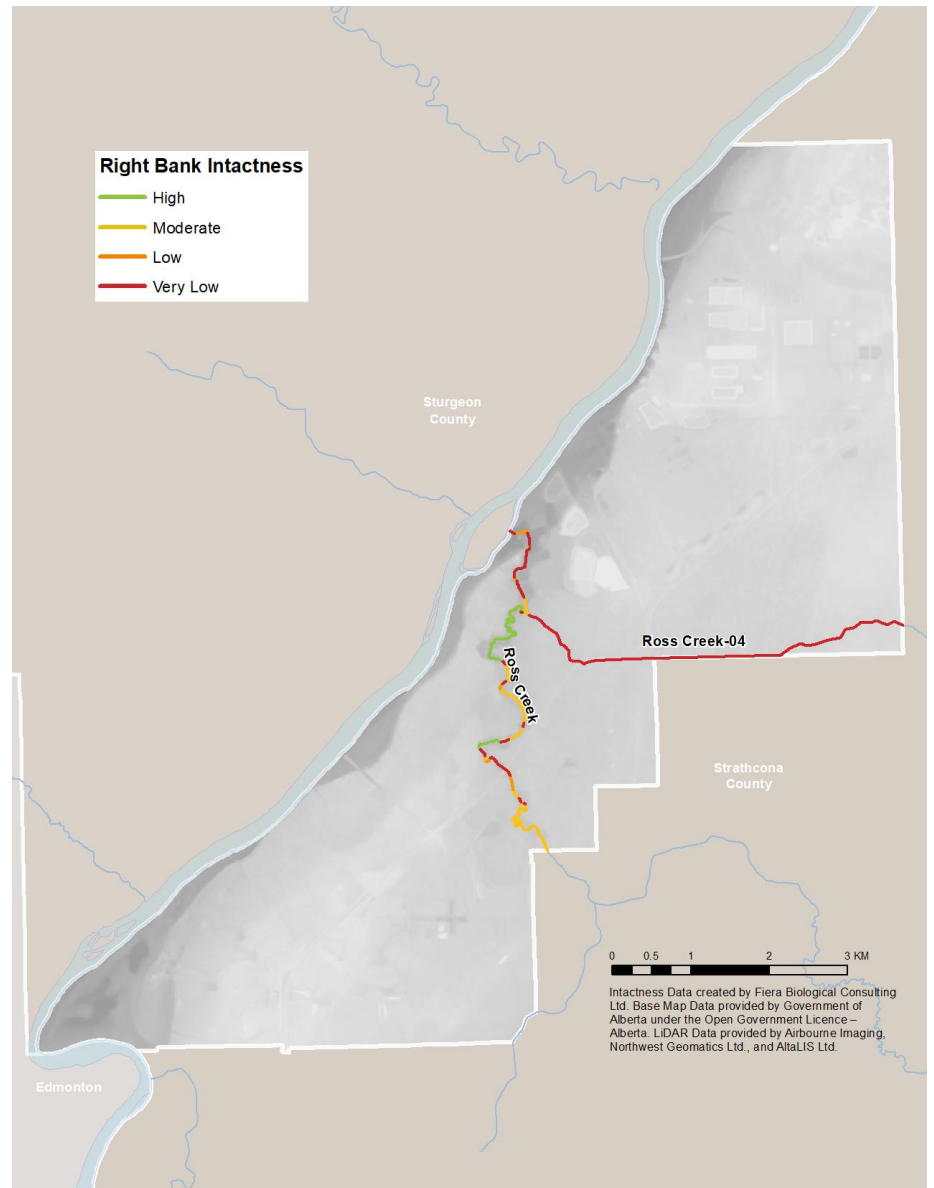 Right Bank Intactness
High
Moderate
Low
Very Low
Sturgeon
County
Ross Creek-04
Ross Creek
Strathcona
County
0 0.5 1 2 3 KM
Intactness Data created by Fiera Biological Consulting
Ltd. Base Map Data provided by Government of
Alberta under the Open Government Licence –
Alberta. LiDAR Data provided by Airbourne Imaging,
Northwest Geomatics Ltd., and AltaLIS Ltd.
Edmonton